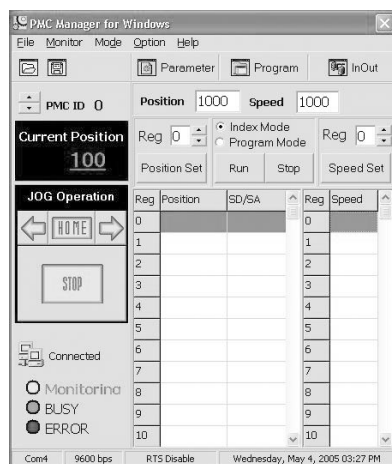 PMC Manager for Windows
File Monitor Mode Option Help
Parameter Program InOut
PMC ID 0 Position 1000 Speed 1000
Current Position
100
Reg 0 Index Mode Program Mode Reg 0
Position Set Run Stop Speed Set
JOG Operation
HOME
STOP
Reg Position SD/SA Reg Speed
0 0
1 1
2 2
3 3
4 4
5 5
6 6
7 7
8 8
9 9
10 10
Connected
Monitoring
BUSY
ERROR
Com4 9600 bps RTS Disable Wednesday, May 4, 2005 03:27 PM